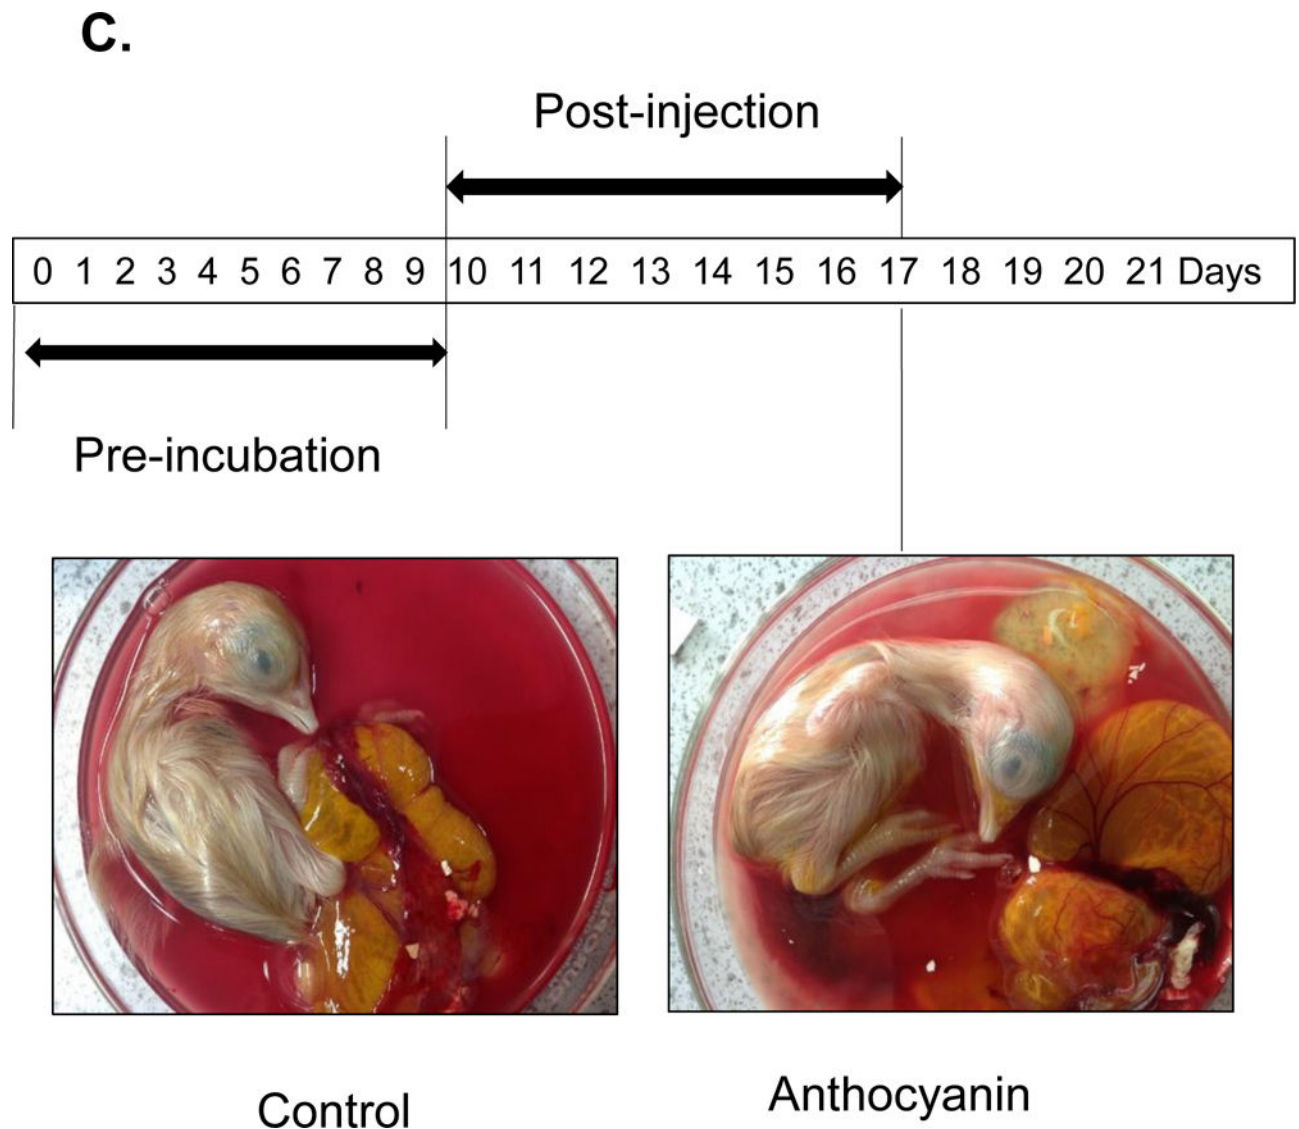 C.
Post-injection
0 1 2 3 4 5 6 7 8 9 10 11 12 13 14 15 16 17 18 19 20 21 Days
Pre-incubation
Control
Anthocyanin